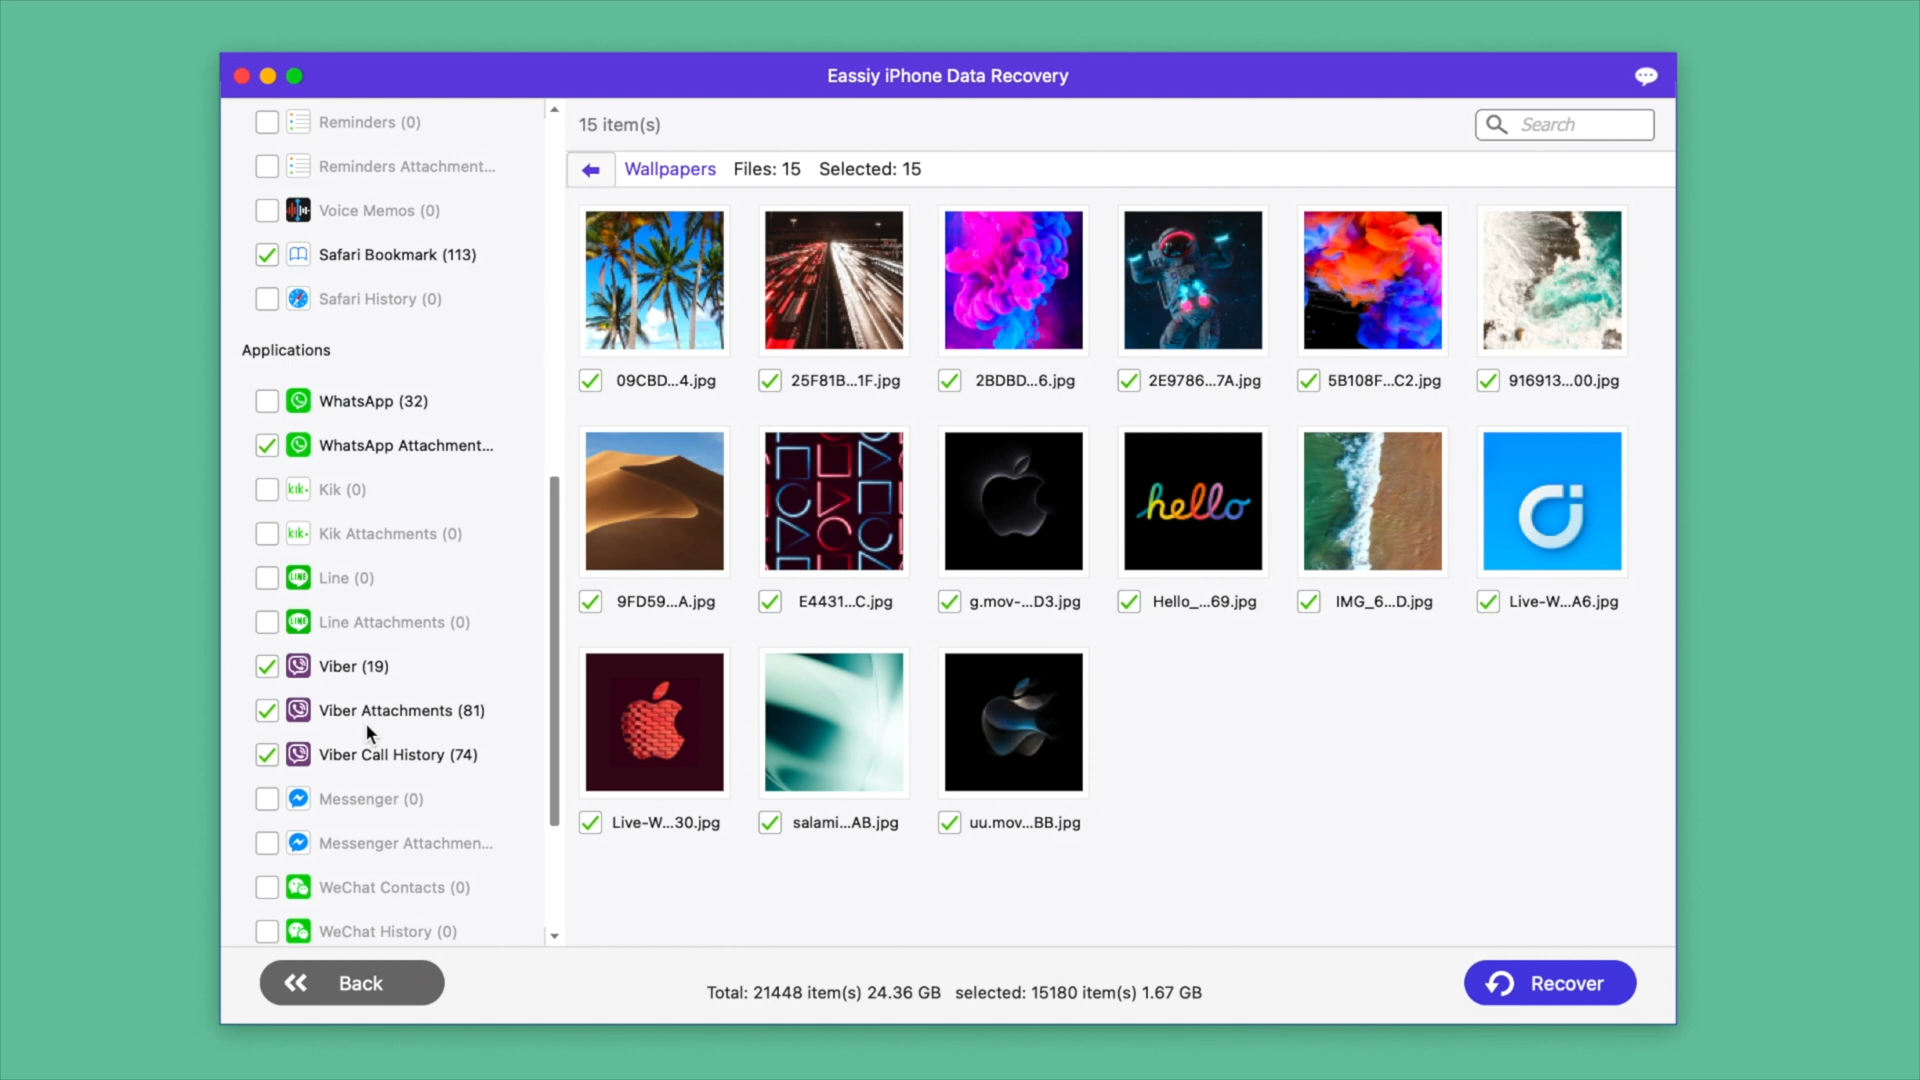 Eassiy iPhone Data Recovery
Reminders (0)
Reminders Attachment...
Voice Memos (0)
Safari Bookmark (113)
Safari History (0)
Applications
WhatsApp (32)
WhatsApp Attachment...
kik• Kik (0)
kik• Kik Attachments (0)
LINE Line (0)
LINE Line Attachments (0)
Viber (19)
Viber Attachments (81)
Viber Call History (74)
Messenger (0)
Messenger Attachmen...
WeChat Contacts (0)
WeChat History (0)
Back
15 item(s)
Search
Wallpapers Files: 15 Selected: 15
09CBD...4.jpg 25F81B...1F.jpg 2BDBD...6.jpg 2E9786...7A.jpg 5B108F...C2.jpg 916913...00.jpg
hello
9FD59...A.jpg E4431...C.jpg g.mov-...D3.jpg Hello_...69.jpg IMG_6...D.jpg Live-W...A6.jpg
Live-W...30.jpg salami...AB.jpg uu.mov...BB.jpg
Total: 21448 item(s) 24.36 GB selected: 15180 item(s) 1.67 GB
Recover